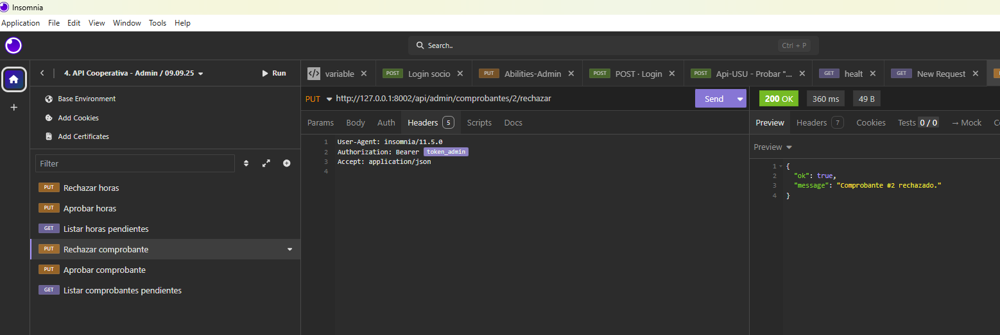 Insomnia
Application File Edit View Window Tools Help
Search.. Ctrl + P
4. API Cooperativa - Admin / 09.09.25 Run
variable POST Login socio PUT Abilities-Admin POST POST · Login POST Api-USU - Probar "... GET healt GET New Request
Base Environment
Add Cookies
Add Certificates
Filter
PUT Rechazar horas
PUT Aprobar horas
GET Listar horas pendientes
PUT Rechazar comprobante
PUT Aprobar comprobante
GET Listar comprobantes pendientes
PUT http://127.0.0.1:8002/api/admin/comprobantes/2/rechazar Send
Params Body Auth Headers 5 Scripts Docs
1 User-Agent: insomnia/11.5.0
2 Authorization: Bearer token_admin
3 Accept: application/json
4
200 OK 360 ms 49 B
Preview Headers 7 Cookies Tests 0 / 0 → Mock
Preview
1 {
2 "ok": true,
3 "message": "Comprobante #2 rechazado."
4 }